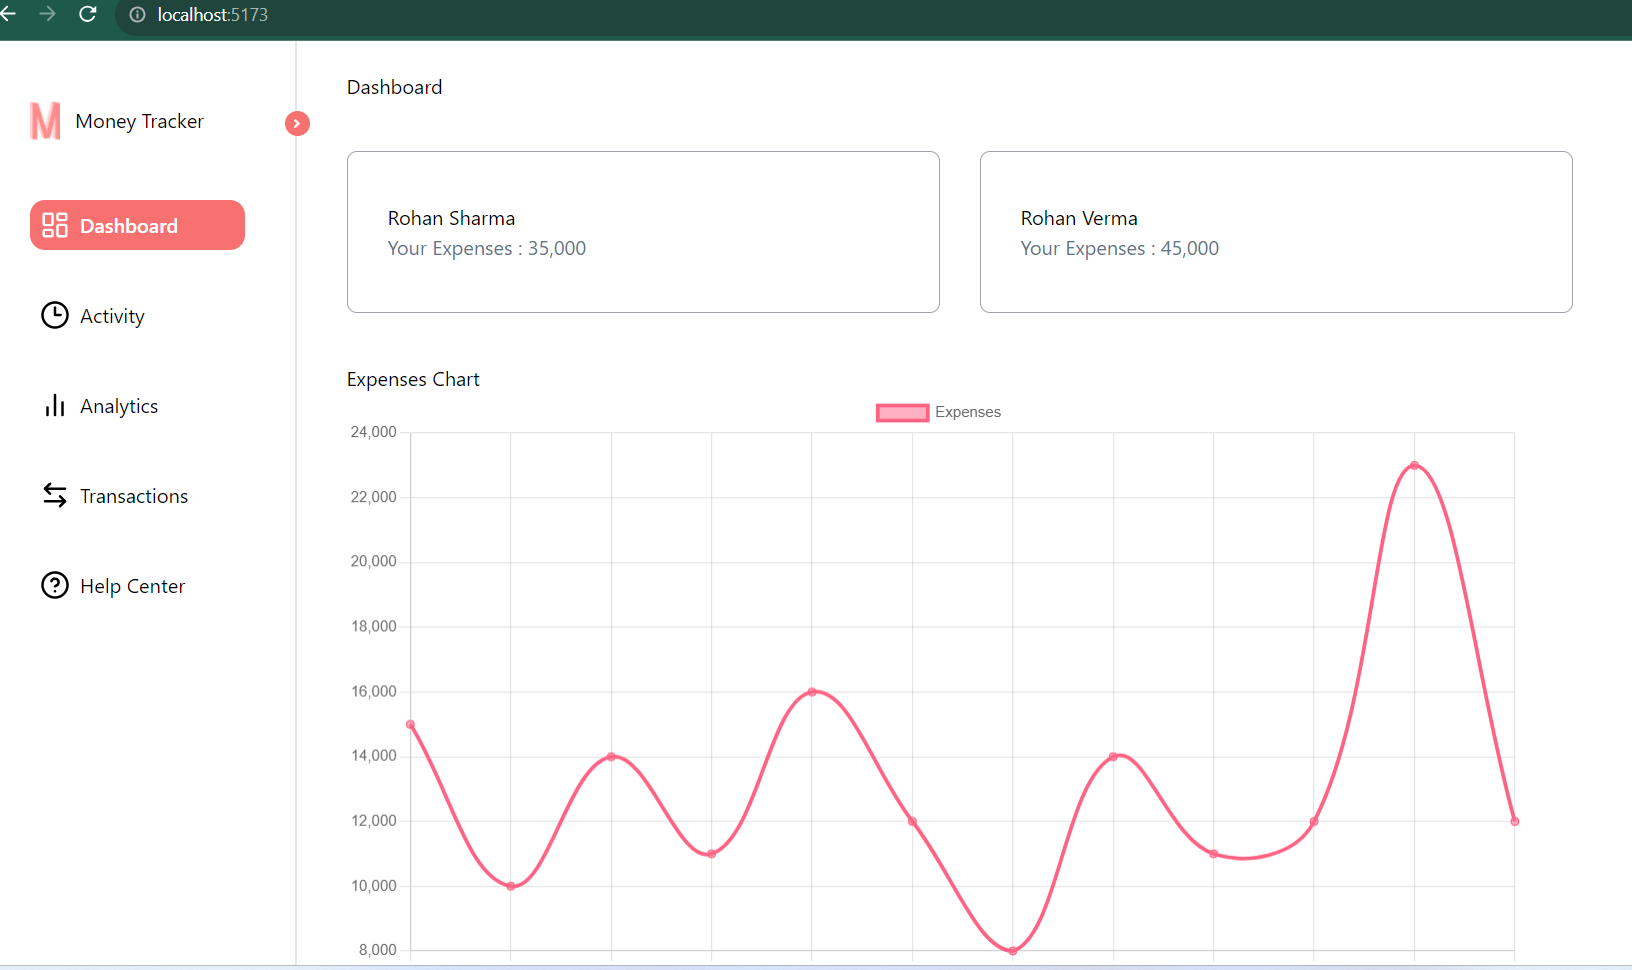 localhost:5173
M Money Tracker
Dashboard
Activity
Analytics
Transactions
Help Center
Dashboard
Rohan Sharma
Your Expenses : 35,000
Rohan Verma
Your Expenses : 45,000
Expenses Chart
Expenses
24,000
22,000
20,000
18,000
16,000
14,000
12,000
10,000
8,000